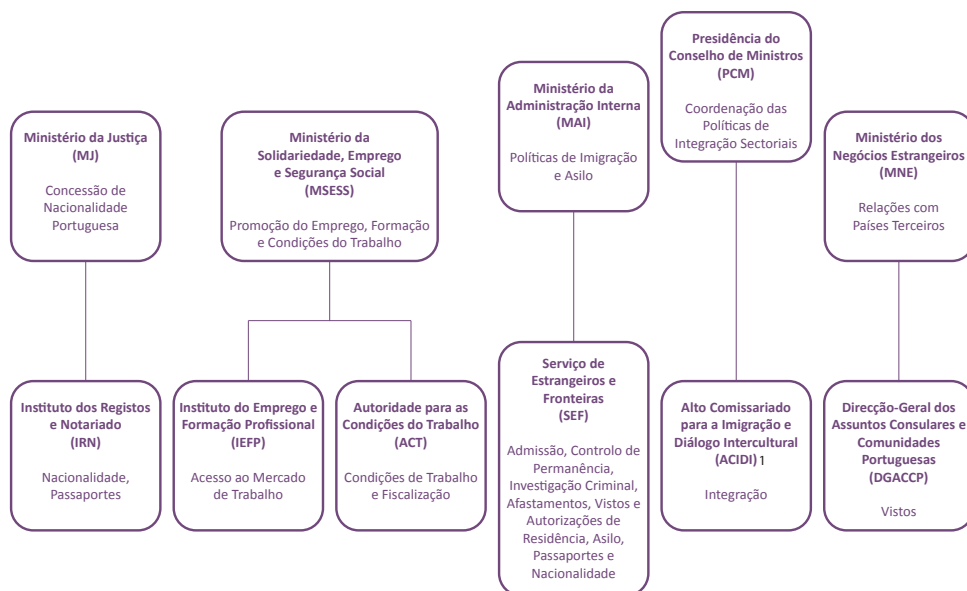 Ministério da Justiça
(MJ)
Concessão de
Nacionalidade
Portuguesa
Ministério da
Solidariedade, Emprego
e Segurança Social
(MSESS)
Promoção do Emprego, Formação
e Condições do Trabalho
Ministério da
Administração Interna
(MAI)
Políticas de Imigração
e Asilo
Presidência do
Conselho de Ministros
(PCM)
Coordenação das
Políticas de
Integração Sectoriais
Ministério dos
Negócios Estrangeiros
(MNE)
Relações com
Países Terceiros
Instituto dos Registos
e Notariado
(IRN)
Nacionalidade,
Passaportes
Instituto do Emprego e
Formação Profissional
(IEFP)
Acesso ao Mercado
de Trabalho
Autoridade para as
Condições do Trabalho
(ACT)
Condições de Trabalho
e Fiscalização
Serviço de
Estrangeiros e
Fronteiras
(SEF)
Admissão, Controlo de
Permanência,
Investigação Criminal,
Afastamentos, Vistos e
Autorizações de
Residência, Asilo,
Passaportes e
Nacionalidade
Alto Comissariado
para a Imigração e
Diálogo Intercultural
(ACIDI) 1
Integração
Direcção-Geral dos
Assuntos Consulares e
Comunidades
Portuguesas
(DGACCP)
Vistos